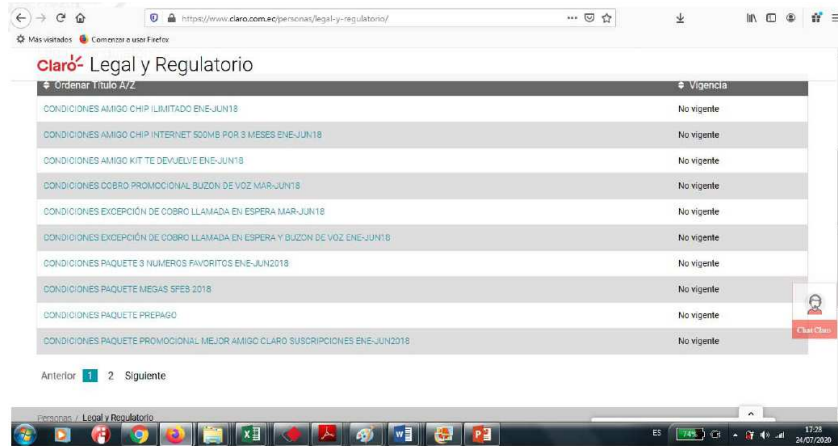 https://www.claro.com.ec/personas/legal-y-regulatorio/
Más visitados Comenzar a usar Firefox
Claro Legal y Regulatorio
Ordenar Título A/Z Vigencia
CONDICIONES AMIGO CHIP ILIMITADO ENE-JUN18 No vigente
CONDICIONES AMIGO CHIP INTERNET 500MB POR 3 MESES ENE-JUN18 No vigente
CONDICIONES AMIGO KIT TE DEVUELVE ENE-JUN18 No vigente
CONDICIONES COBRO PROMOCIONAL BUZON DE VOZ MAR-JUN18 No vigente
CONDICIONES EXCEPCIÓN DE COBRO LLAMADA EN ESPERA MAR-JUN18 No vigente
CONDICIONES EXCEPCIÓN DE COBRO LLAMADA EN ESPERA Y BUZON DE VOZ ENE-JUN18 No vigente
CONDICIONES PAQUETE 3 NUMEROS FAVORITOS ENE-JUN2018 No vigente
CONDICIONES PAQUETE MEGAS 5FEB 2018 No vigente
CONDICIONES PAQUETE PREPAGO No vigente
CONDICIONES PAQUETE PROMOCIONAL MEJOR AMIGO CLARO SUSCRIPCIONES ENE-JUN2018 No vigente
Chat Claro
Anterior 1 2 Siguiente
Personas / Legal y Regulatorio
ES 74% 17:28
24/07/2020